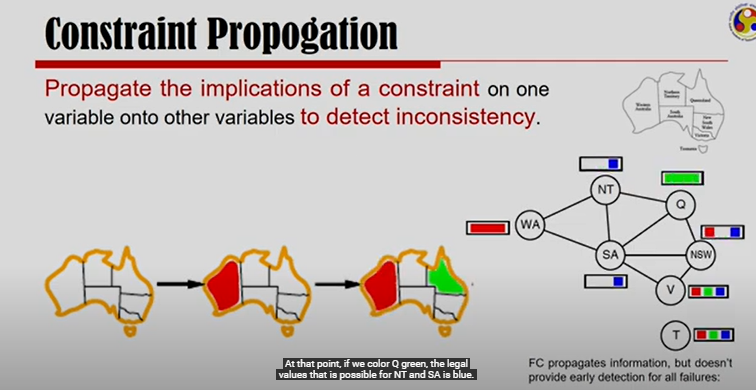 Constraint Propogation
Propagate the implications of a constraint on one
variable onto other variables to detect inconsistency.
Western
Australia
Northern
Territory
Queensland
South
Australia
New
South
Wales
Victoria
Tasmania
NT
Q
WA
SA
NSW
V
T
FC propagates information, but doesn't
provide early detection for all failures:
At that point, if we color Q green, the legal
values that is possible for NT and SA is blue.